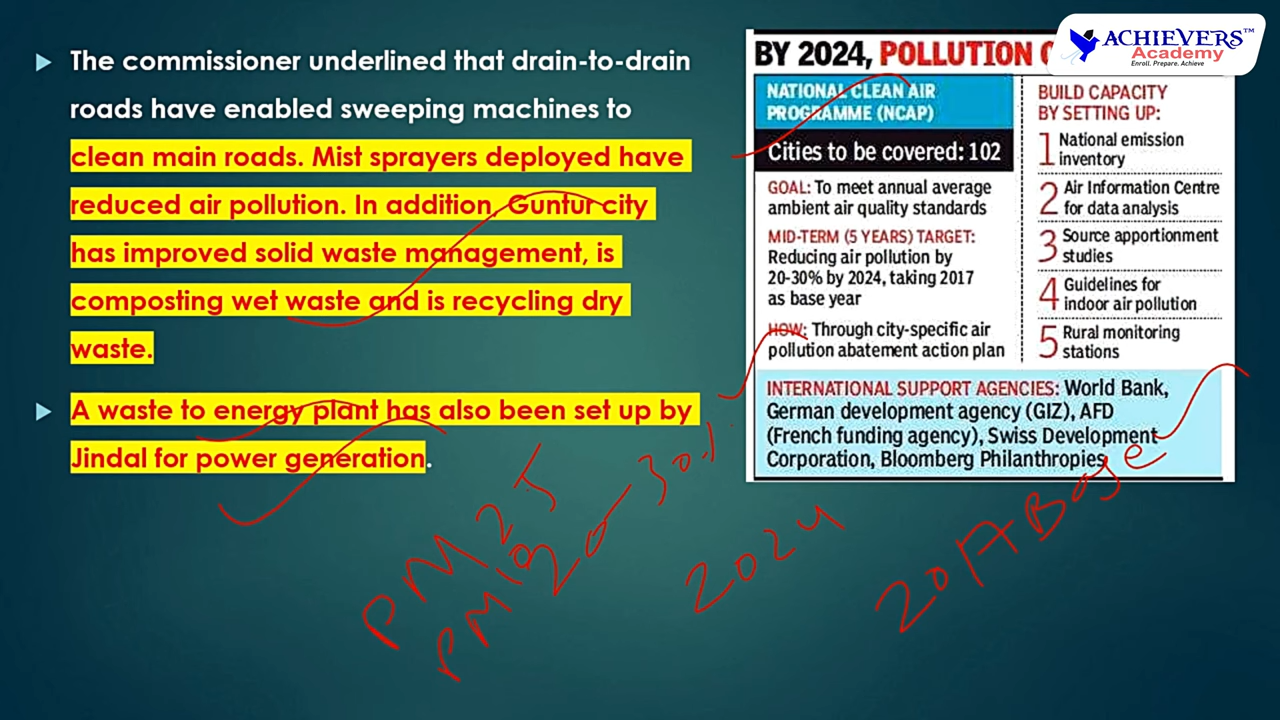 The commissioner underlined that drain-to-drain
roads have enabled sweeping machines to
clean main roads. Mist sprayers deployed have
reduced air pollution. In addition, Guntur city
has improved solid waste management, is
composting wet waste and is recycling dry
waste.
A waste to energy plant has also been set up by
Jindal for power generation.
ACHIEVERS™
Academy
Enroll. Prepare. Achieve
BY 2024, POLLUTION
NATIONAL CLEAN AIR
PROGRAMME (NCAP)
Cities to be covered: 102
GOAL: To meet annual average
ambient air quality standards
MID-TERM (5 YEARS) TARGET:
Reducing air pollution by
20-30% by 2024, taking 2017
as base year
HOW: Through city-specific air
pollution abatement action plan
BUILD CAPACITY
BY SETTING UP:
1 National emission
inventory
2 Air Information Centre
for data analysis
3 Source apportionment
studies
4 Guidelines for
indoor air pollution
5 Rural monitoring
stations
INTERNATIONAL SUPPORT AGENCIES: World Bank,
German development agency (GIZ), AFD
(French funding agency), Swiss Development
Corporation, Bloomberg Philanthropies
PM 2.5
PM10
20-30%
2024
2017 Base